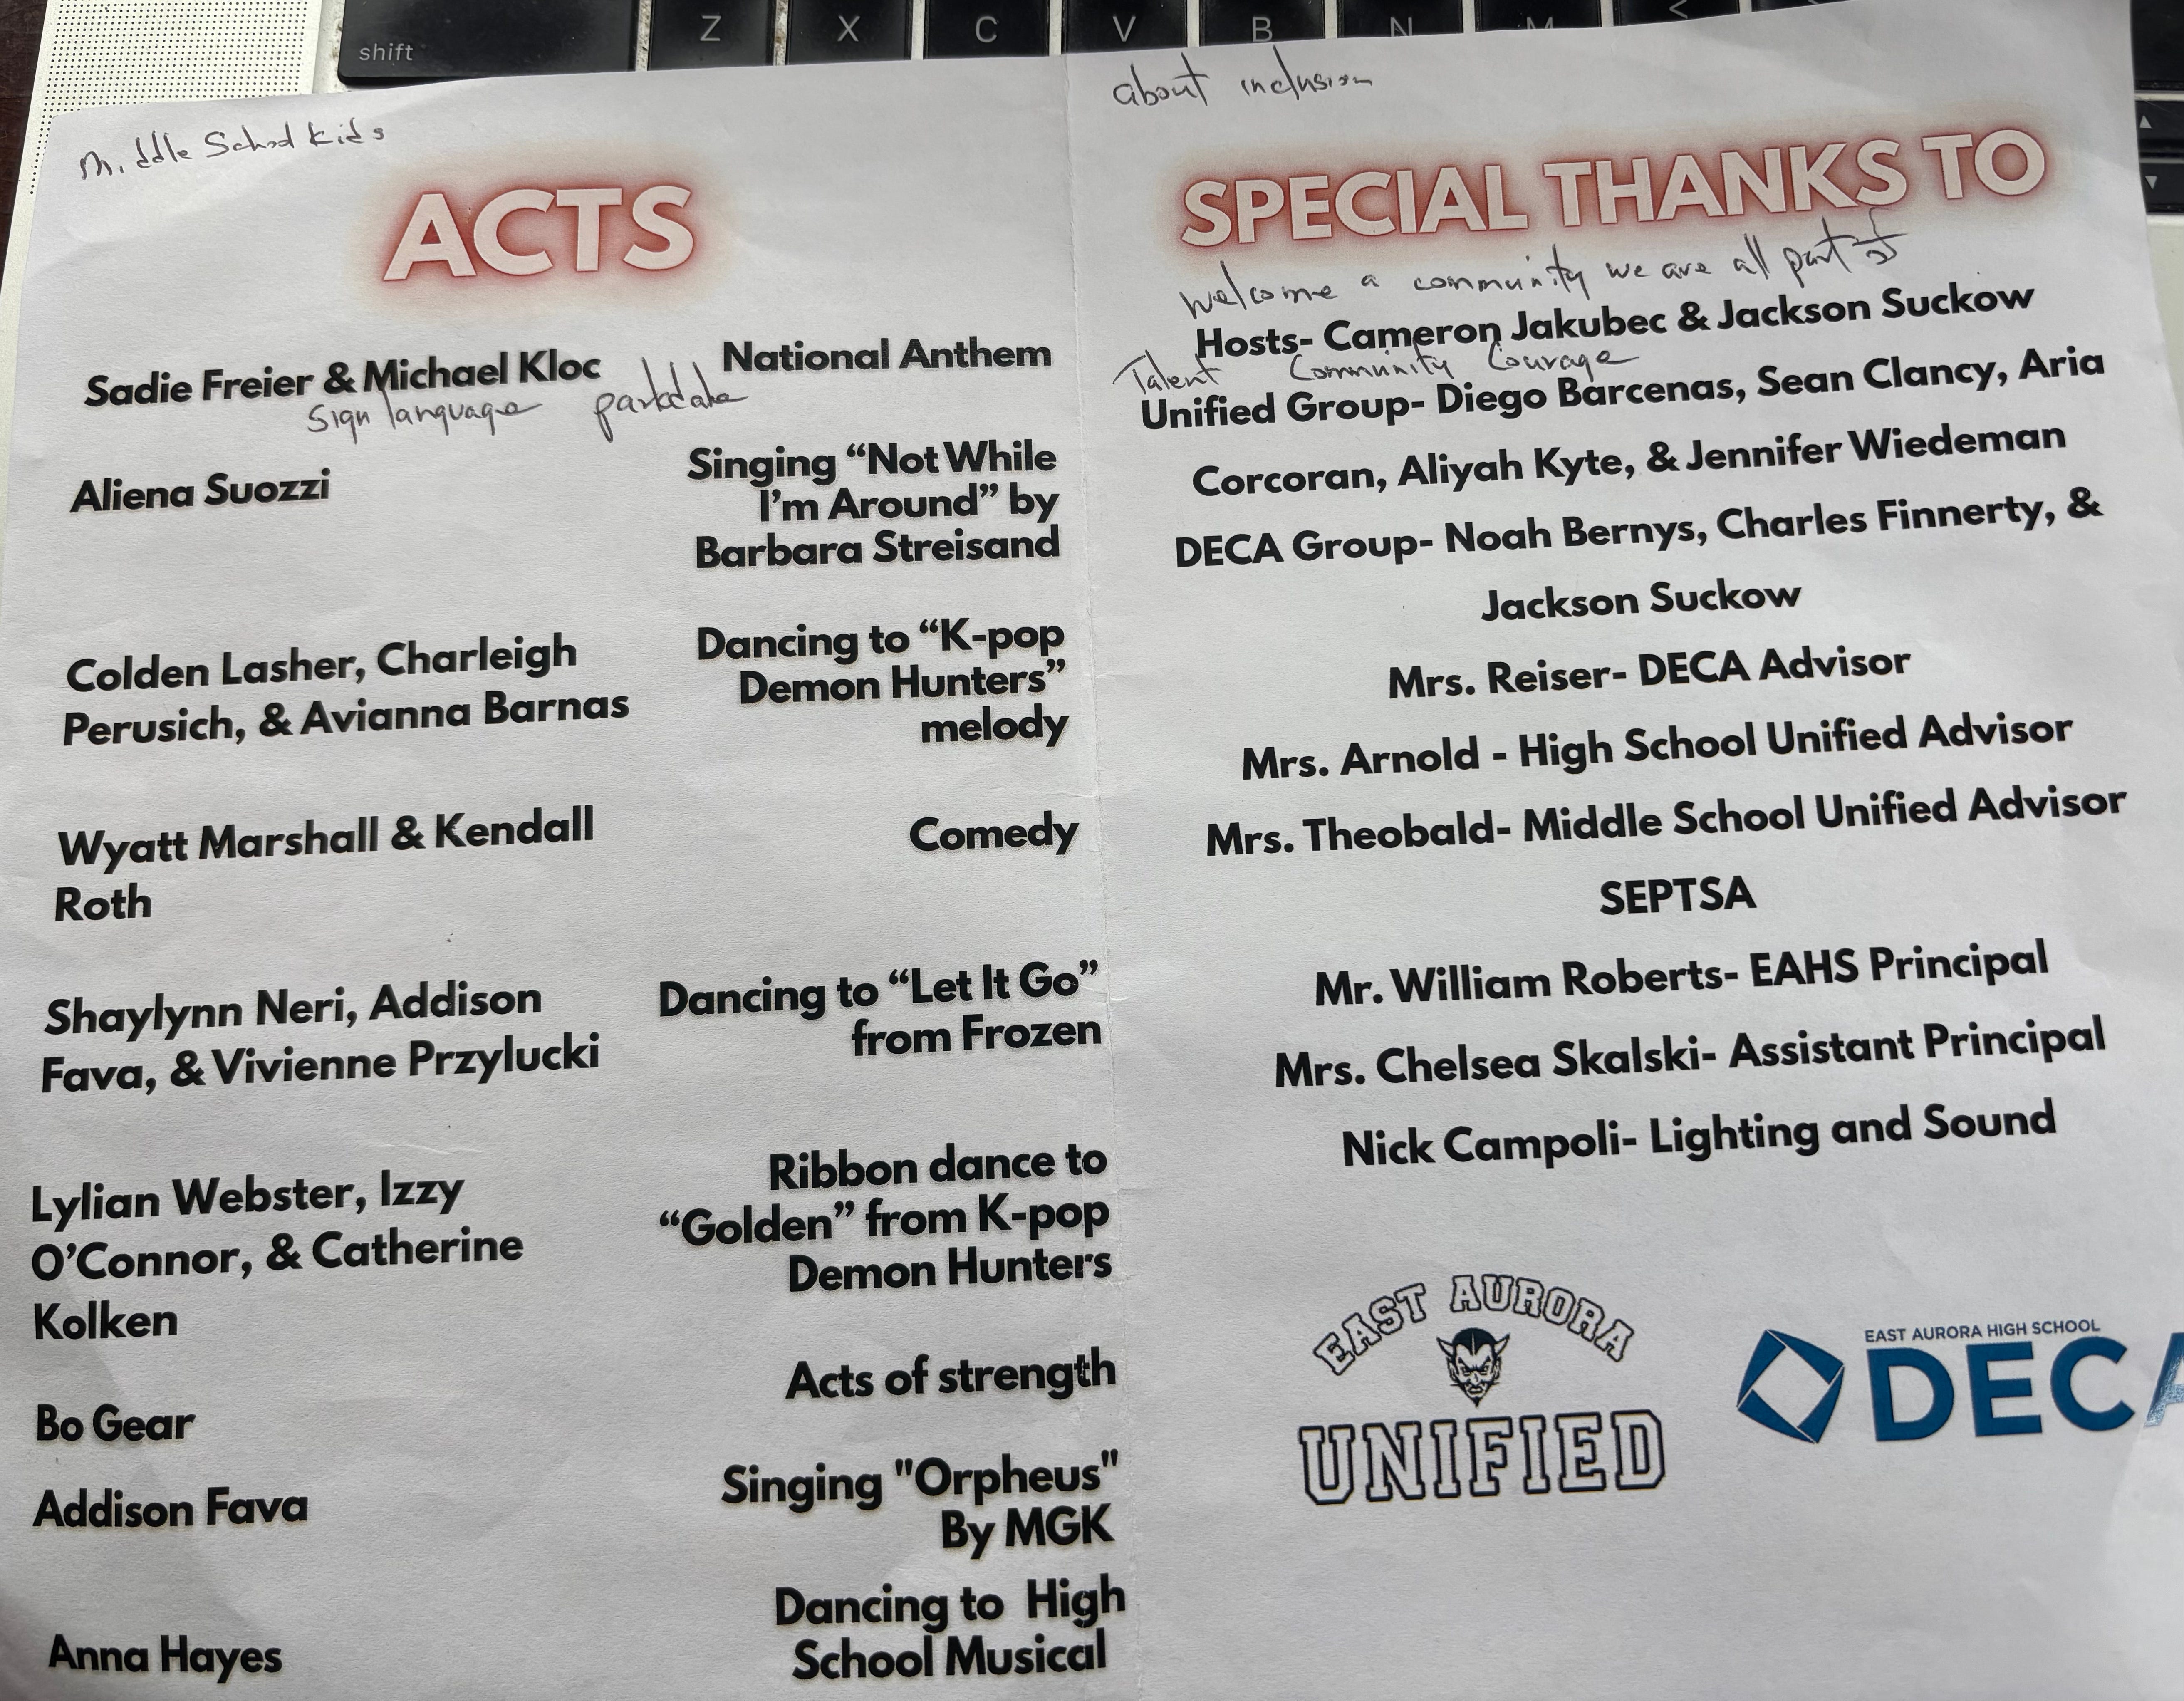 shift Z X C V B N M <
Middle School kids
ACTS
Sadie Freier & Michael Kloc National Anthem
Sign language parkdale
Aliena Suozzi Singing “Not While
I’m Around” by
Barbara Streisand
Colden Lasher, Charleigh Dancing to “K-pop
Perusich, & Avianna Barnas Demon Hunters”
melody
Wyatt Marshall & Kendall Comedy
Roth
Shaylynn Neri, Addison Dancing to “Let It Go”
Fava, & Vivienne Przylucki from Frozen
Lylian Webster, Izzy Ribbon dance to
O’Connor, & Catherine “Golden” from K-pop
Kolken Demon Hunters
Bo Gear Acts of strength
Addison Fava Singing "Orpheus"
By MGK
Anna Hayes Dancing to High
School Musical
about inclusion
SPECIAL THANKS TO
Welcome a community we are all part of
Hosts- Cameron Jakubec & Jackson Suckow
Talent Community Courage
Unified Group- Diego Barcenas, Sean Clancy, Aria
Corcoran, Aliyah Kyte, & Jennifer Wiedeman
DECA Group- Noah Bernys, Charles Finnerty, &
Jackson Suckow
Mrs. Reiser- DECA Advisor
Mrs. Arnold - High School Unified Advisor
Mrs. Theobald- Middle School Unified Advisor
SEPTSA
Mr. William Roberts- EAHS Principal
Mrs. Chelsea Skalski- Assistant Principal
Nick Campoli- Lighting and Sound
EAST AURORA
UNIFIED
EAST AURORA HIGH SCHOOL
DECA